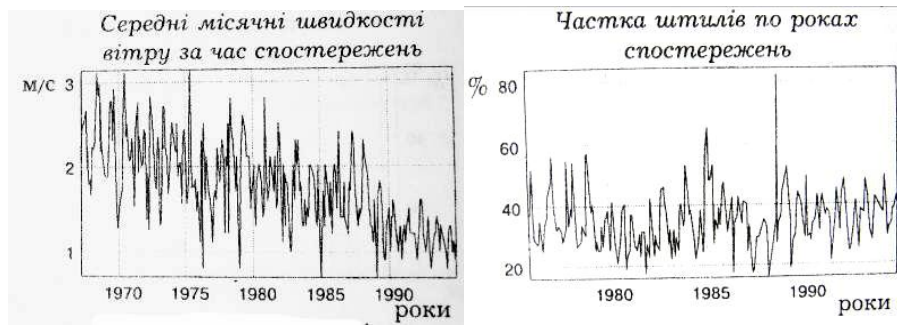 Середні місячні швидкості
вітру за час спостережень
м/с
3
2
1
1970 1975 1980 1985 1990
роки
Частка штилів по роках
спостережень
%
80
60
40
20
1980 1985 1990
роки